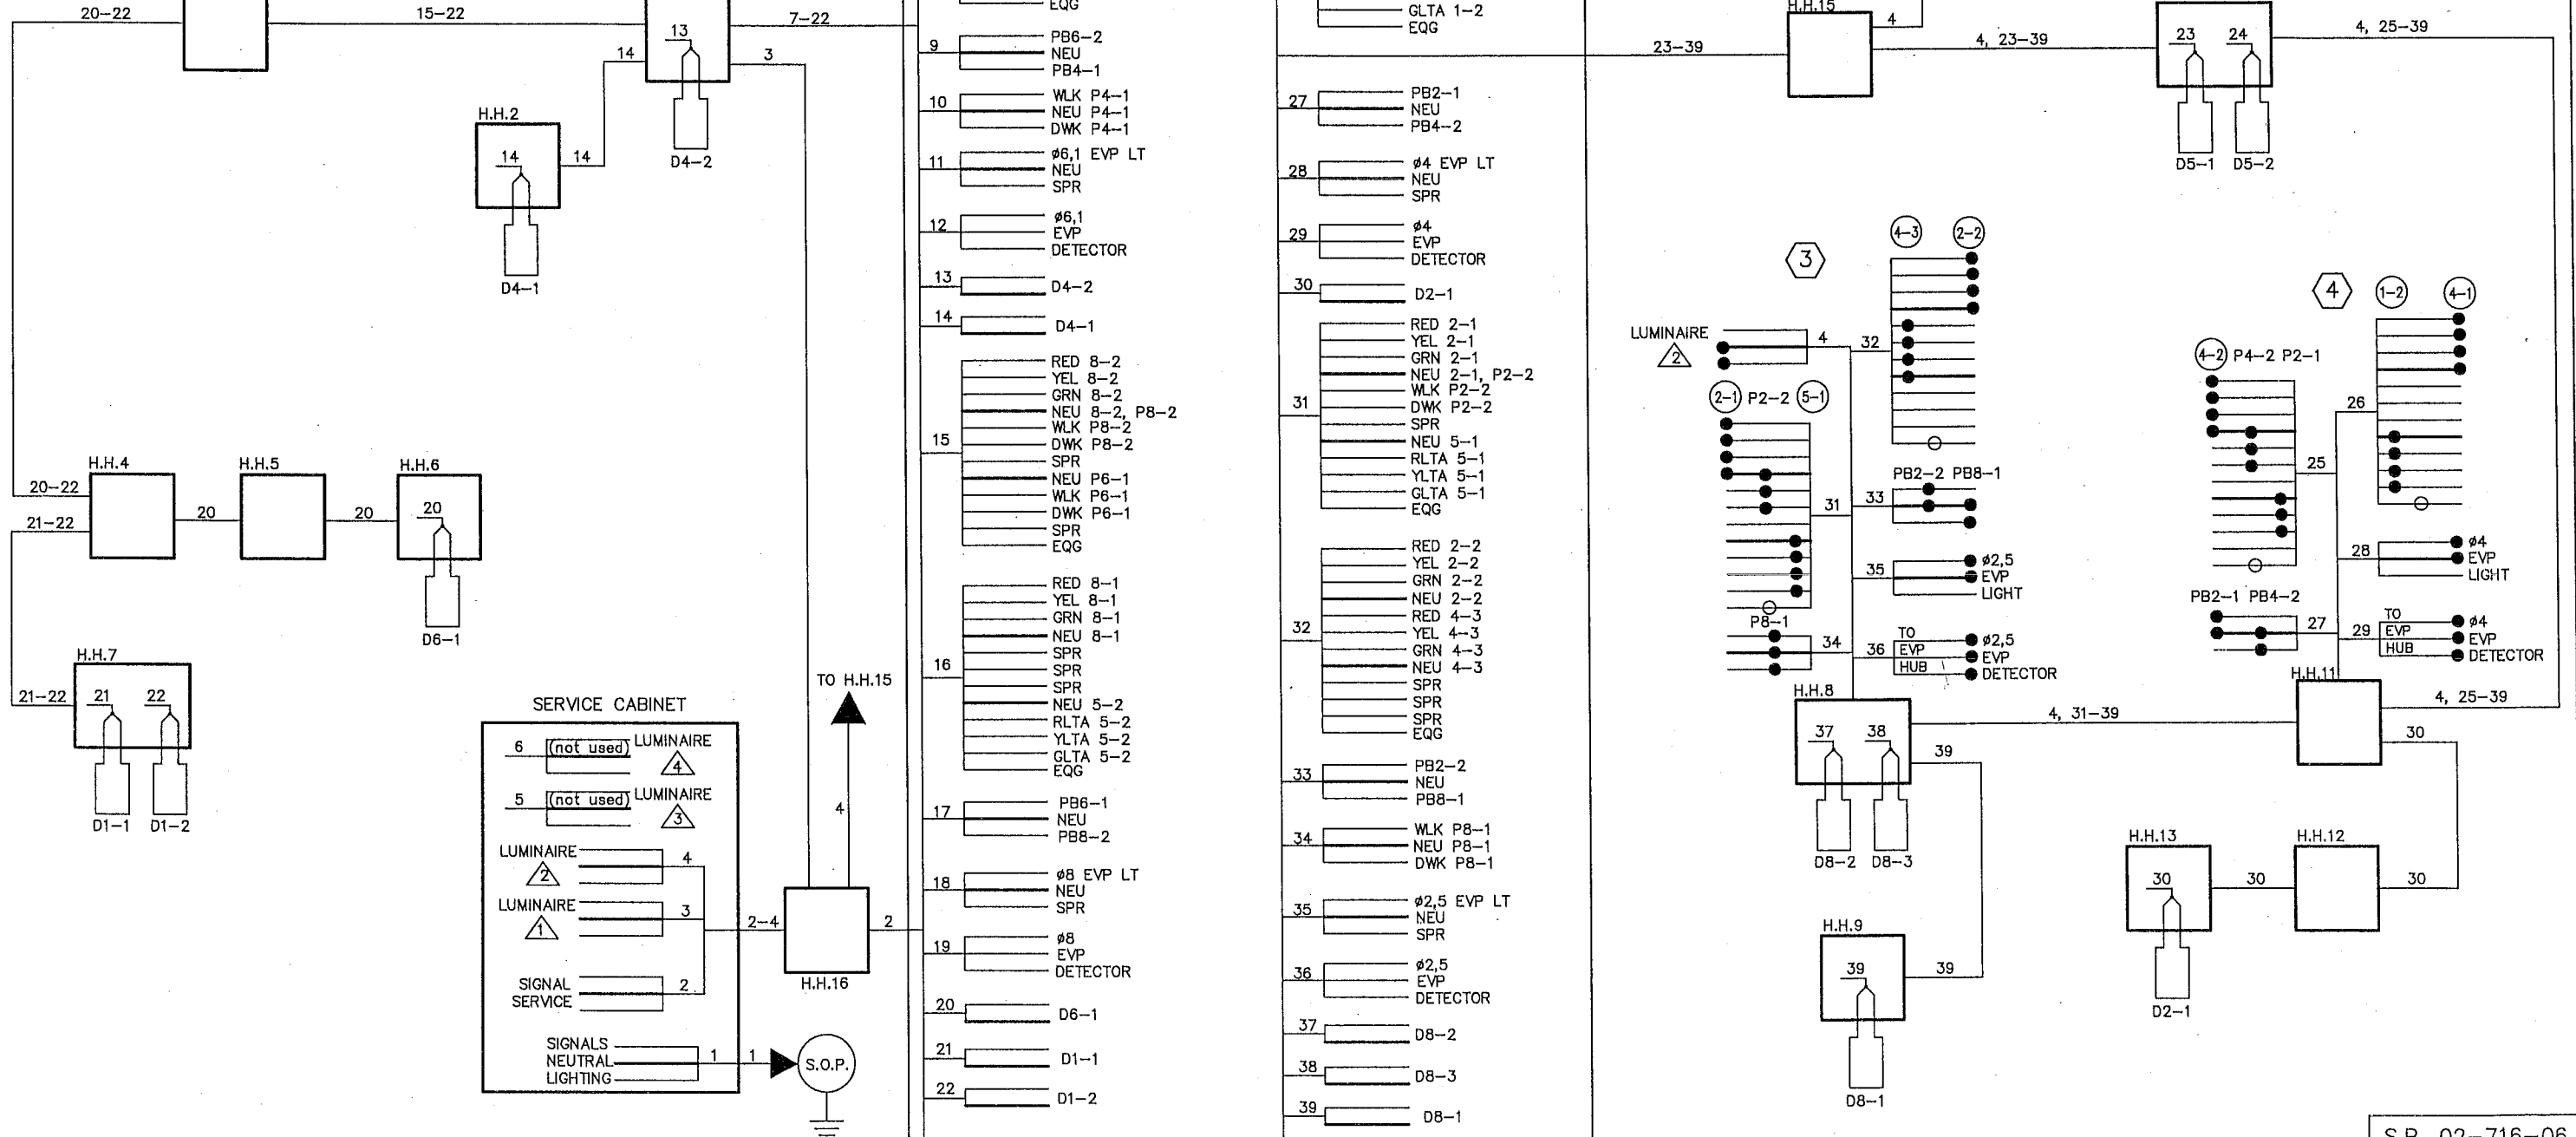 20-22
15-22
7-22
13
14
3
D4-2
H.H.2
14
14
D4-1
20-22
H.H.4
H.H.5
H.H.6
20
20
20
21-22
D6-1
H.H.7
21-22
21
22
D1-1
D1-2
SERVICE CABINET
6
(not used)
LUMINAIRE
4
5
(not used)
LUMINAIRE
3
LUMINAIRE
2
4
LUMINAIRE
1
3
2-4
SIGNAL
SERVICE
2
SIGNALS
NEUTRAL
LIGHTING
1
1
S.O.P.
TO H.H.15
4
2
H.H.16
EQG
9
PB6-2
NEU
PB4-1
10
WLK P4-1
NEU P4-1
DWK P4-1
11
ø6,1 EVP LT
NEU
SPR
12
ø6,1
EVP
DETECTOR
13
D4-2
14
D4-1
15
RED 8-2
YEL 8-2
GRN 8-2
NEU 8-2, P8-2
WLK P8-2
DWK P8-2
SPR
NEU P6-1
WLK P6-1
DWK P6-1
SPR
EQG
16
RED 8-1
YEL 8-1
GRN 8-1
NEU 8-1
SPR
SPR
SPR
NEU 5-2
RLTA 5-2
YLTA 5-2
GLTA 5-2
EQG
17
PB6-1
NEU
PB8-2
18
ø8 EVP LT
NEU
SPR
19
ø8
EVP
DETECTOR
20
D6-1
21
D1-1
22
D1-2
GLTA 1-2
EQG
27
PB2-1
NEU
PB4-2
28
ø4 EVP LT
NEU
SPR
29
ø4
EVP
DETECTOR
30
D2-1
31
RED 2-1
YEL 2-1
GRN 2-1
NEU 2-1, P2-2
WLK P2-2
DWK P2-2
SPR
NEU 5-1
RLTA 5-1
YLTA 5-1
GLTA 5-1
EQG
32
RED 2-2
YEL 2-2
GRN 2-2
NEU 2-2
RED 4-3
YEL 4-3
GRN 4-3
NEU 4-3
SPR
SPR
SPR
EQG
33
PB2-2
NEU
PB8-1
34
WLK P8-1
NEU P8-1
DWK P8-1
35
ø2,5 EVP LT
NEU
SPR
36
ø2,5
EVP
DETECTOR
37
D8-2
38
D8-3
39
D8-1
23-39
H.H.15
4
4, 23-39
23
24
4, 25-39
D5-1
D5-2
3
4-3
2-2
LUMINAIRE
2
4
32
2-1 P2-2 5-1
31
P8-1
34
PB2-2 PB8-1
33
35
ø2,5
EVP
LIGHT
36
TO
EVP
HUB
ø2,5
EVP
DETECTOR
4
1-2
4-1
4-2 P4-2 P2-1
26
25
28
ø4
EVP
LIGHT
PB2-1 PB4-2
27
29
TO
EVP
HUB
ø4
EVP
DETECTOR
H.H.8
37
38
4, 31-39
H.H.11
4, 25-39
30
39
D8-2
D8-3
H.H.9
39
39
D8-1
H.H.13
H.H.12
30
30
30
D2-1
S.P. 02-716-06